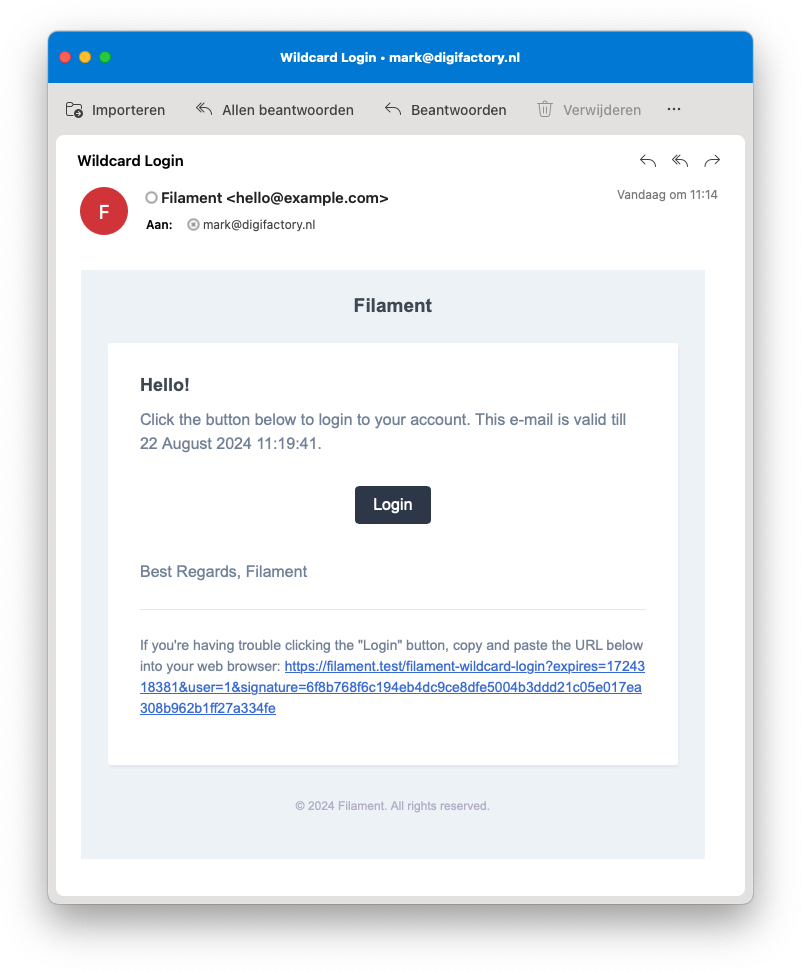 Wildcard Login • mark@digifactory.nl
Importeren Allen beantwoorden Beantwoorden Verwijderen ...
Wildcard Login
F
Filament <hello@example.com>
Vandaag om 11:14
Aan: mark@digifactory.nl
Filament
Hello!
Click the button below to login to your account. This e-mail is valid till
22 August 2024 11:19:41.
Login
Best Regards, Filament
If you're having trouble clicking the "Login" button, copy and paste the URL below
into your web browser: https://filament.test/filament-wildcard-login?expires=17243
18381&user=1&signature=6f8b768f6c194eb4dc9ce8dfe5004b3ddd21c05e017ea
308b962b1ff27a334fe
© 2024 Filament. All rights reserved.